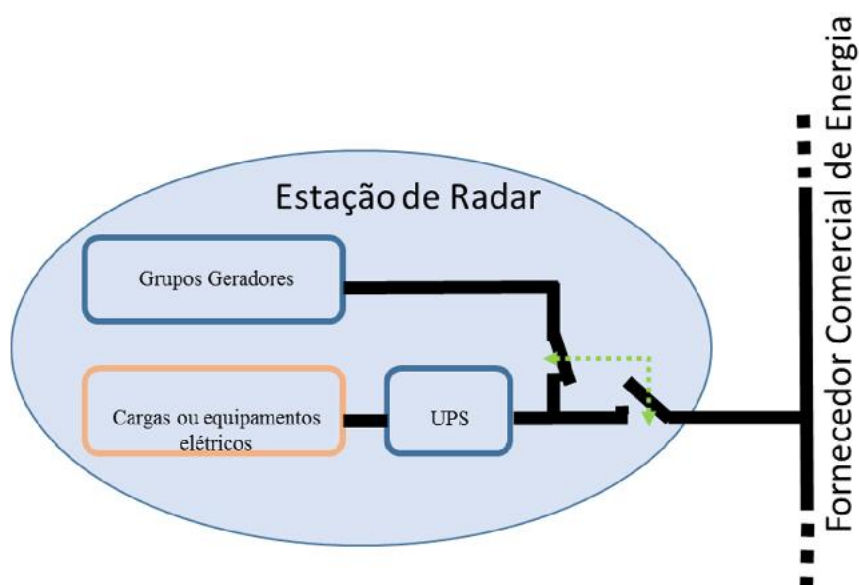 Estação de Radar
Grupos Geradores
Cargas ou equipamentos
elétricos
UPS
Fornecedor Comercial de Energia